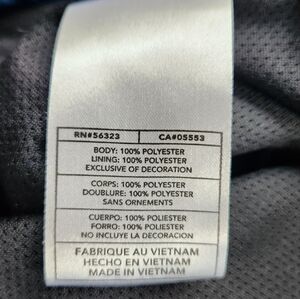 RN#56323 CA#05553
BODY: 100% POLYESTER
LINING: 100% POLYESTER
EXCLUSIVE OF DECORATION
CORPS: 100% POLYESTER
DOUBLURE: 100% POLYESTER
SANS ORNEMENTS
CUERPO: 100% POLIESTER
FORRO: 100% POLIESTER
NO INCLUYE LA DECORACION
FABRIQUE AU VIETNAM
HECHO EN VIETNAM
MADE IN VIETNAM